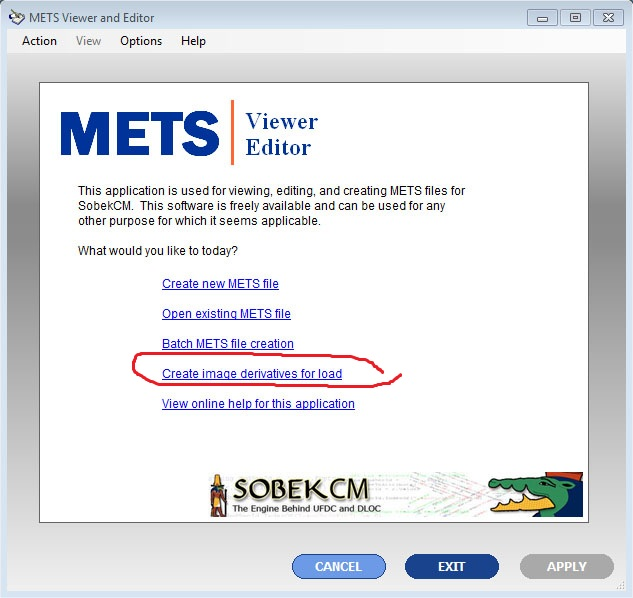 METS Viewer and Editor
Action View Options Help
METS
Viewer
Editor
This application is used for viewing, editing, and creating METS files for
SobekCM. This software is freely available and can be used for any
other purpose for which it seems applicable.
What would you like to today?
Create new METS file
Open existing METS file
Batch METS file creation
Create image derivatives for load
View online help for this application
SOBEKCM
The Engine Behind UFDC and DLOC
CANCEL EXIT APPLY